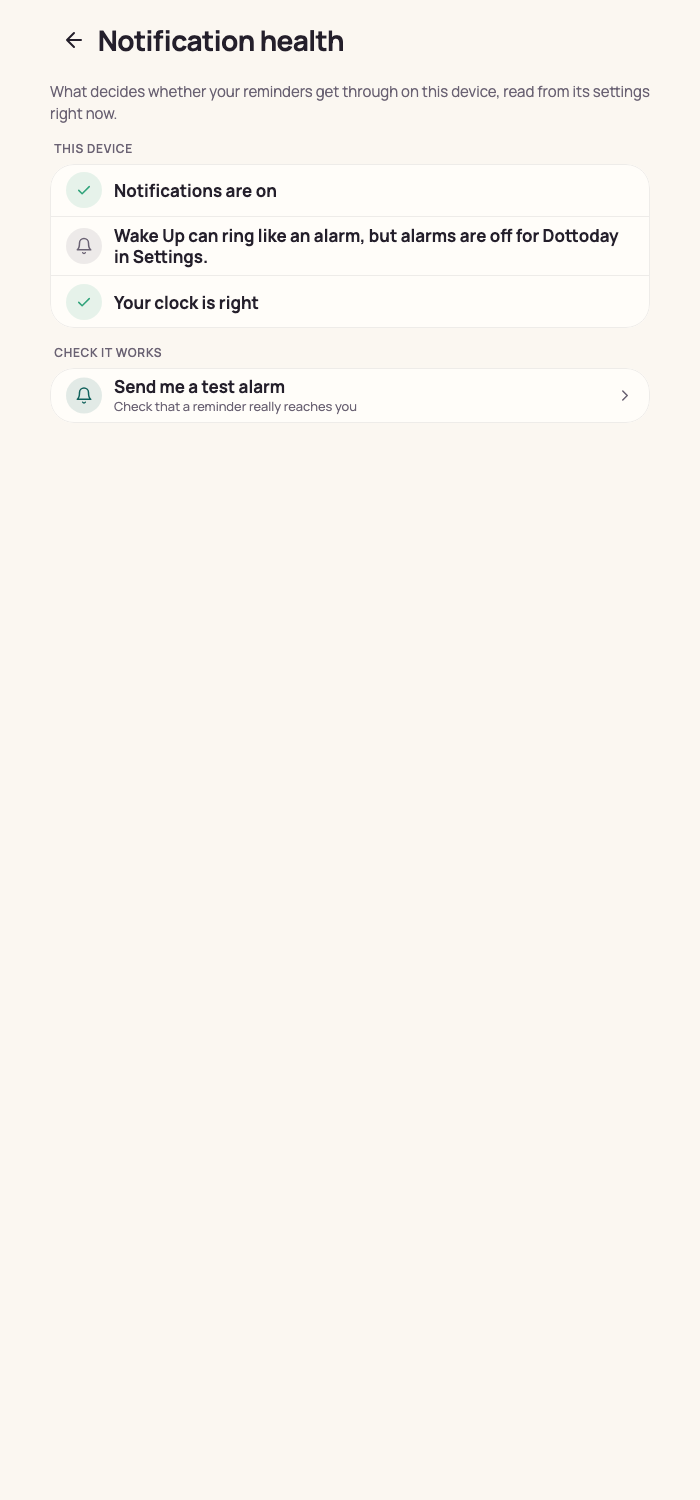 Notification health
What decides whether your reminders get through on this device, read from its settings
right now.
THIS DEVICE
Notifications are on
Wake Up can ring like an alarm, but alarms are off for Dottoday
in Settings.
Your clock is right
CHECK IT WORKS
Send me a test alarm
Check that a reminder really reaches you